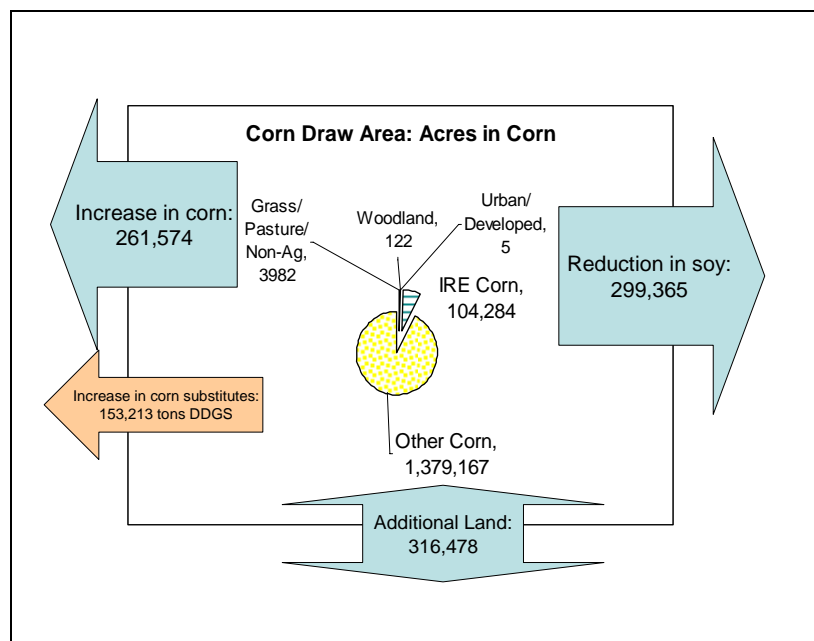 Corn Draw Area: Acres in Corn
Increase in corn:
261,574
Grass/
Pasture/
Non-Ag,
3982
Woodland,
122
Urban/
Developed,
5
IRE Corn,
104,284
Reduction in soy:
299,365
Increase in corn substitutes:
153,213 tons DDGS
Other Corn,
1,379,167
Additional Land:
316,478